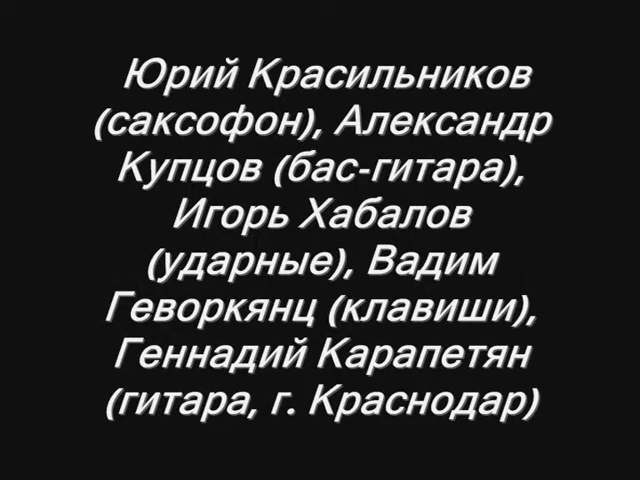 Юрий Красильников
(саксофон), Александр
Купцов (бас-гитара),
Игорь Хабалов
(ударные), Вадим
Геворкянц (клавиши),
Геннадий Карапетян
(гитара, г. Краснодар)